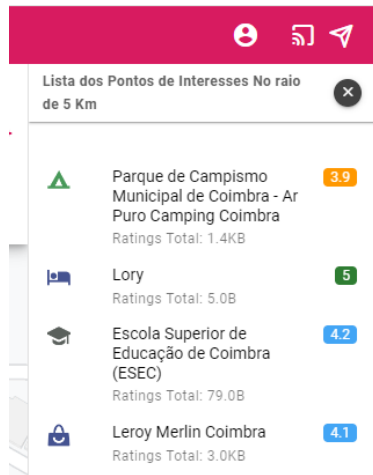 Lista dos Pontos de Interesses No raio
de 5 Km
Parque de Campismo
Municipal de Coimbra - Ar
Puro Camping Coimbra
3.9
Ratings Total: 1.4KB
Lory
5
Ratings Total: 5.0B
Escola Superior de
Educação de Coimbra
(ESEC)
4.2
Ratings Total: 79.0B
Leroy Merlin Coimbra
4.1
Ratings Total: 3.0KB